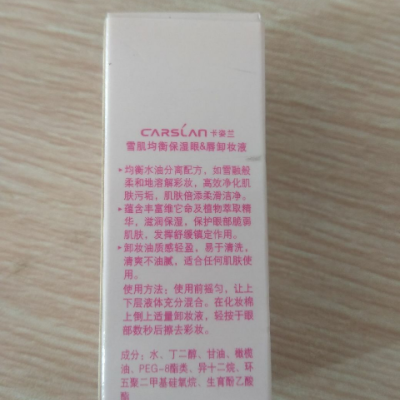 CARSLAN 卡姿兰
雪肌均衡保湿眼&唇卸妆液
•均衡水油分离配方，如雪融般
柔和地溶解彩妆，高效净化肌
肤污垢，肌肤倍添柔滑洁净。
•蕴含丰富维它命及植物萃取精
华，滋润保湿，保护眼部脆弱
肌肤，发挥舒缓镇定作用。
•卸妆油质感轻盈，易于清洗，
清爽不油腻，适合任何肌肤使
用。
使用方法：使用前摇匀，让上
下层液体充分混合。在化妆棉
上倒上适量卸妆液，轻按于眼
部数秒后擦去彩妆。
成分：水、丁二醇、甘油、橄榄
油、PEG-8酯类、异十二烷、环
五聚二甲基硅氧烷、生育酚乙酸
酯